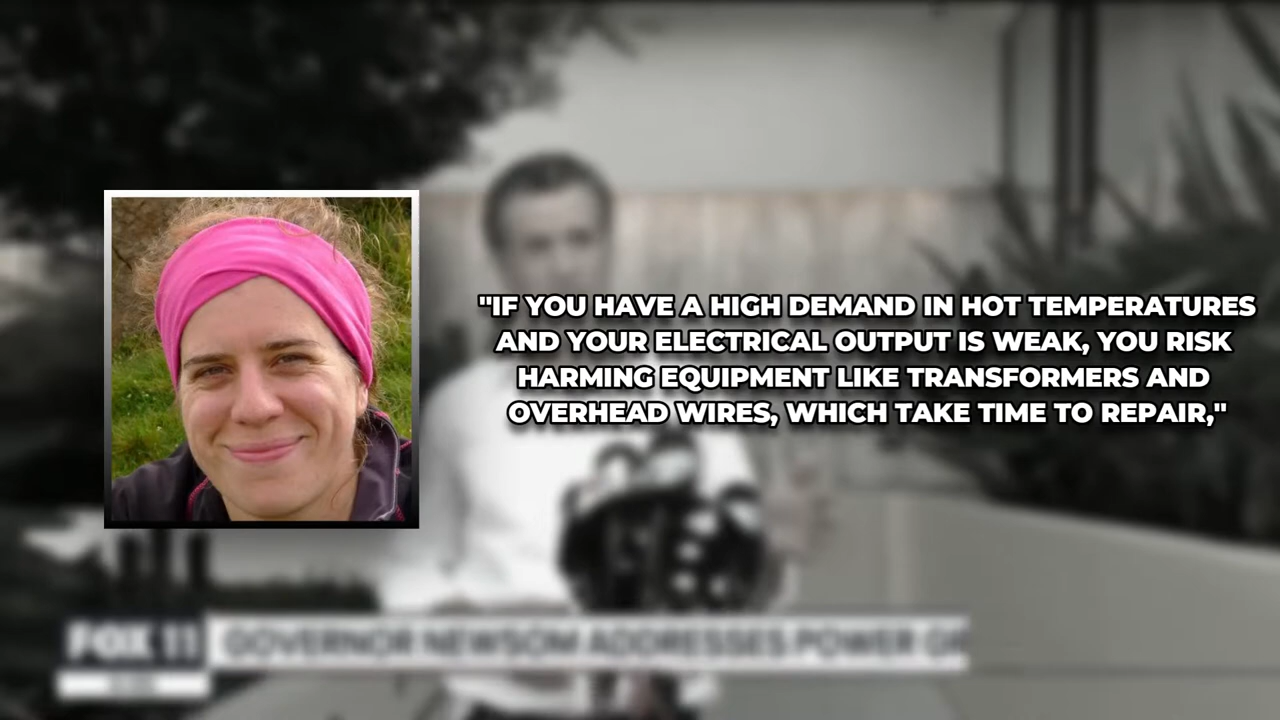 "IF YOU HAVE A HIGH DEMAND IN HOT TEMPERATURES
AND YOUR ELECTRICAL OUTPUT IS WEAK, YOU RISK
HARMING EQUIPMENT LIKE TRANSFORMERS AND
OVERHEAD WIRES, WHICH TAKE TIME TO REPAIR,"
FOX 11 GOVERNOR NEWSOM ADDRESSES POWER